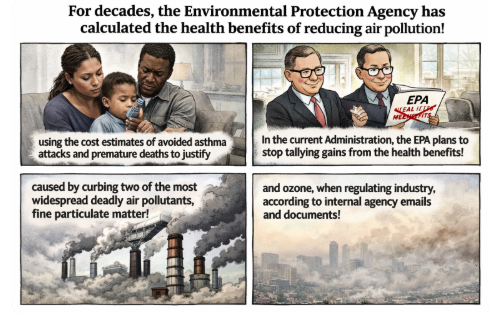 For decades, the Environmental Protection Agency has
calculated the health benefits of reducing air pollution!
using the cost estimates of avoided asthma
attacks and premature deaths to justify
EPA
In the current Administration, the EPA plans to
stop tallying gains from the health benefits!
caused by curbing two of the most
widespread deadly air pollutants,
fine particulate matter!
and ozone, when regulating industry,
according to internal agency emails
and documents!